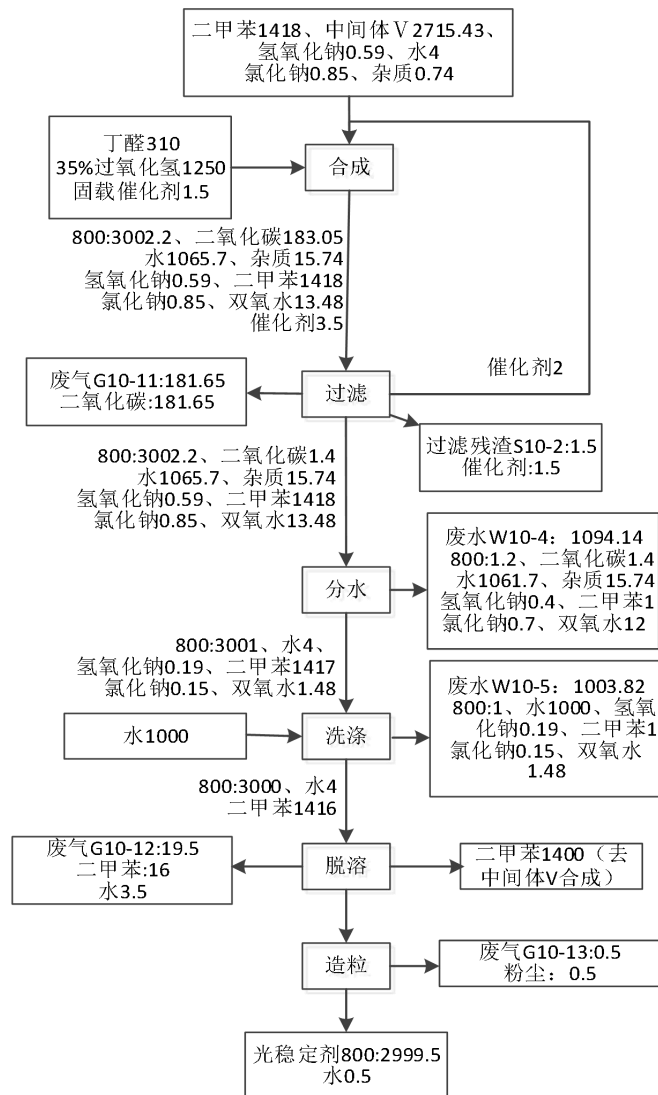 二甲苯1418、中间体Ⅴ2715.43、
氢氧化钠0.59、水4
氯化钠0.85、杂质0.74
丁醛310
35%过氧化氢1250
固载催化剂1.5
合成
800:3002.2、二氧化碳183.05
水1065.7、杂质15.74
氢氧化钠0.59、二甲苯1418
氯化钠0.85、双氧水13.48
催化剂3.5
催化剂2
废气G10-11:181.65
二氧化碳:181.65
过滤
过滤残渣S10-2:1.5
催化剂:1.5
800:3002.2、二氧化碳1.4
水1065.7、杂质15.74
氢氧化钠0.59、二甲苯1418
氯化钠0.85、双氧水13.48
分水
废水W10-4：1094.14
800:1.2、二氧化碳1.4
水1061.7、杂质15.74
氢氧化钠0.4、二甲苯1
氯化钠0.7、双氧水12
800:3001、水4、
氢氧化钠0.19、二甲苯1417
氯化钠0.15、双氧水1.48
水1000
洗涤
废水W10-5：1003.82
800:1、水1000、氢氧
化钠0.19、二甲苯1
氯化钠0.15、双氧水
1.48
800:3000、水4
二甲苯1416
废气G10-12:19.5
二甲苯:16
水3.5
脱溶
二甲苯1400（去
中间体Ⅴ合成）
造粒
废气G10-13:0.5
粉尘：0.5
光稳定剂800:2999.5
水0.5